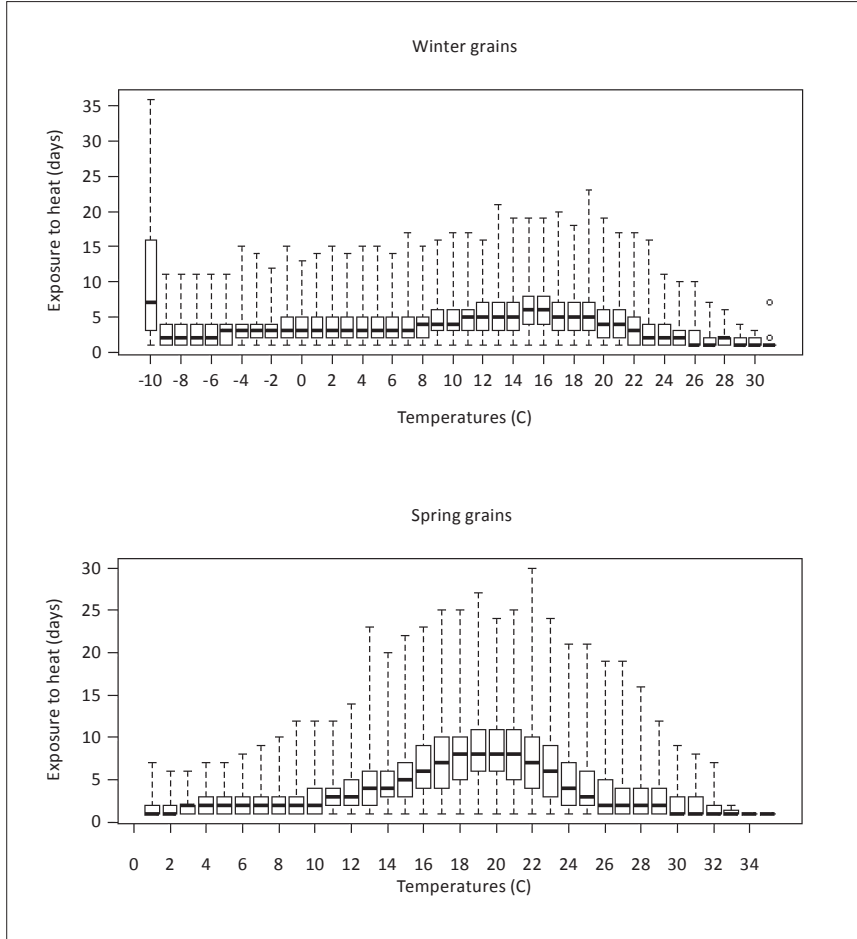 Winter grains
Exposure to heat (days)
35
30
25
20
15
10
5
0
-10 -8 -6 -4 -2 0 2 4 6 8 10 12 14 16 18 20 22 24 26 28 30
Temperatures (C)
Spring grains
Exposure to heat (days)
30
25
20
15
10
5
0
0 2 4 6 8 10 12 14 16 18 20 22 24 26 28 30 32 34
Temperatures (C)